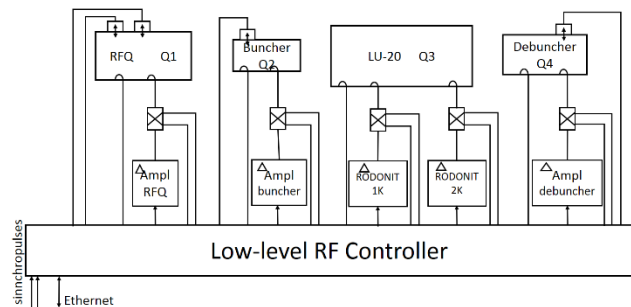 RFQ Q1
Buncher
Q2
LU-20 Q3
Debuncher
Q4
Ampl
RFQ
Ampl
buncher
RODONIT
1K
RODONIT
2K
Ampl
debuncher
Low-level RF Controller
sinnchropulses
Ethernet